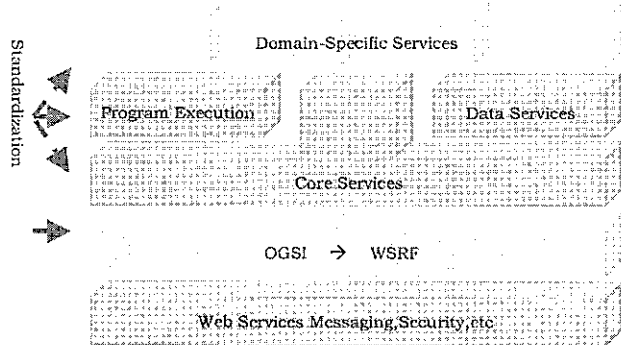 Standardization
Domain-Specific Services
Program Execution
Data Services
Core Services
OGSI → WSRF
Web Services Messaging,Security,etc